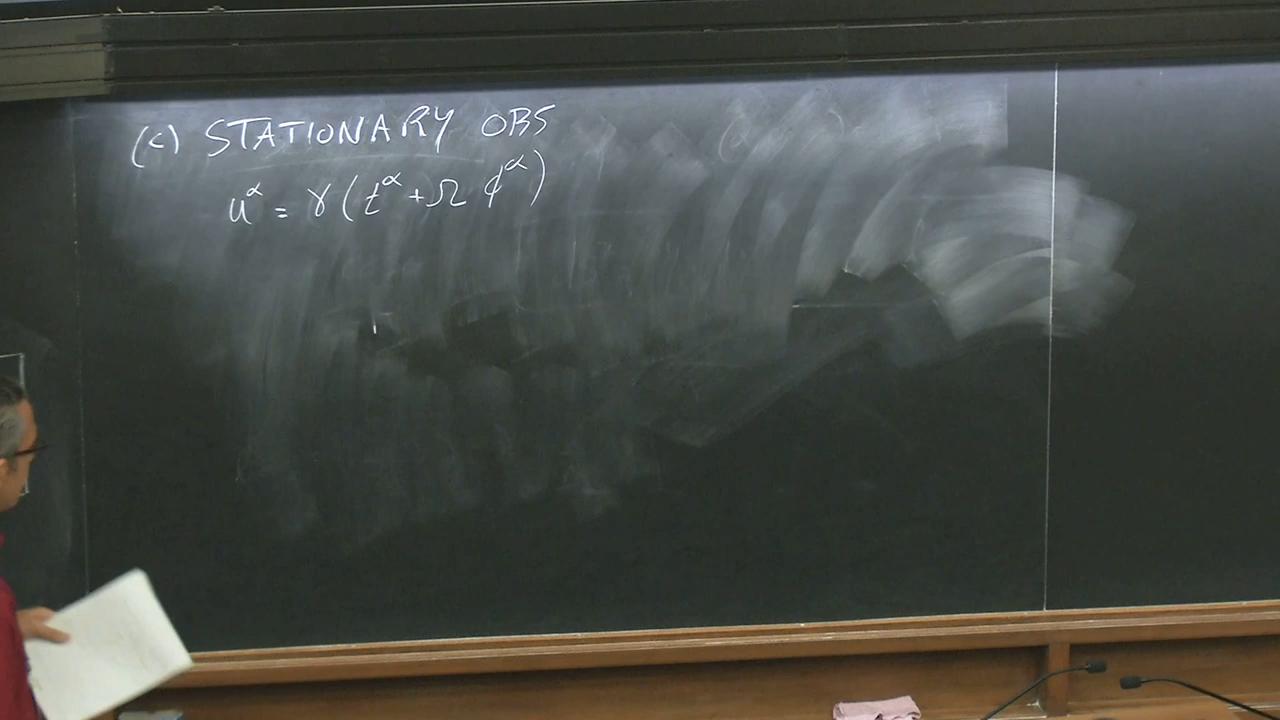 (c) STATIONARY OBS
u^α = γ(t^α + Ω φ^α)